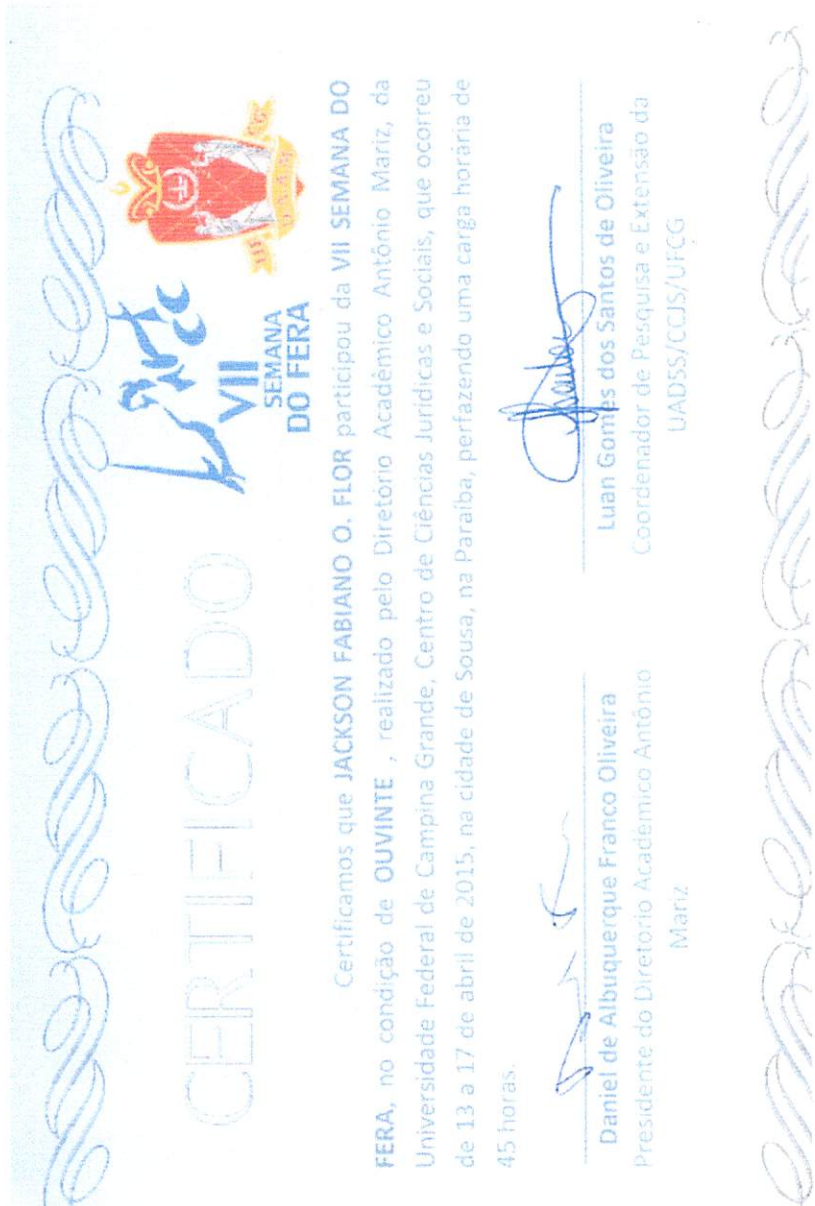 CERTIFICADO
VII
SEMANA
DO FERA
D.A.A.M
Certificamos que JACKSON FABIANO O. FLOR participou da VII SEMANA DO
FERA, no condição de OUVINTE , realizado pelo Diretório Acadêmico Antônio Mariz, da
Universidade Federal de Campina Grande, Centro de Ciências Jurídicas e Sociais, que ocorreu
de 13 a 17 de abril de 2015, na cidade de Sousa, na Paraíba, perfazendo uma carga horária de
45 horas.
Daniel de Albuquerque Franco Oliveira
Presidente do Diretório Acadêmico Antônio
Mariz
Luan Gomes dos Santos de Oliveira
Coordenador de Pesquisa e Extensão da
UADSS/CCJS/UFCG